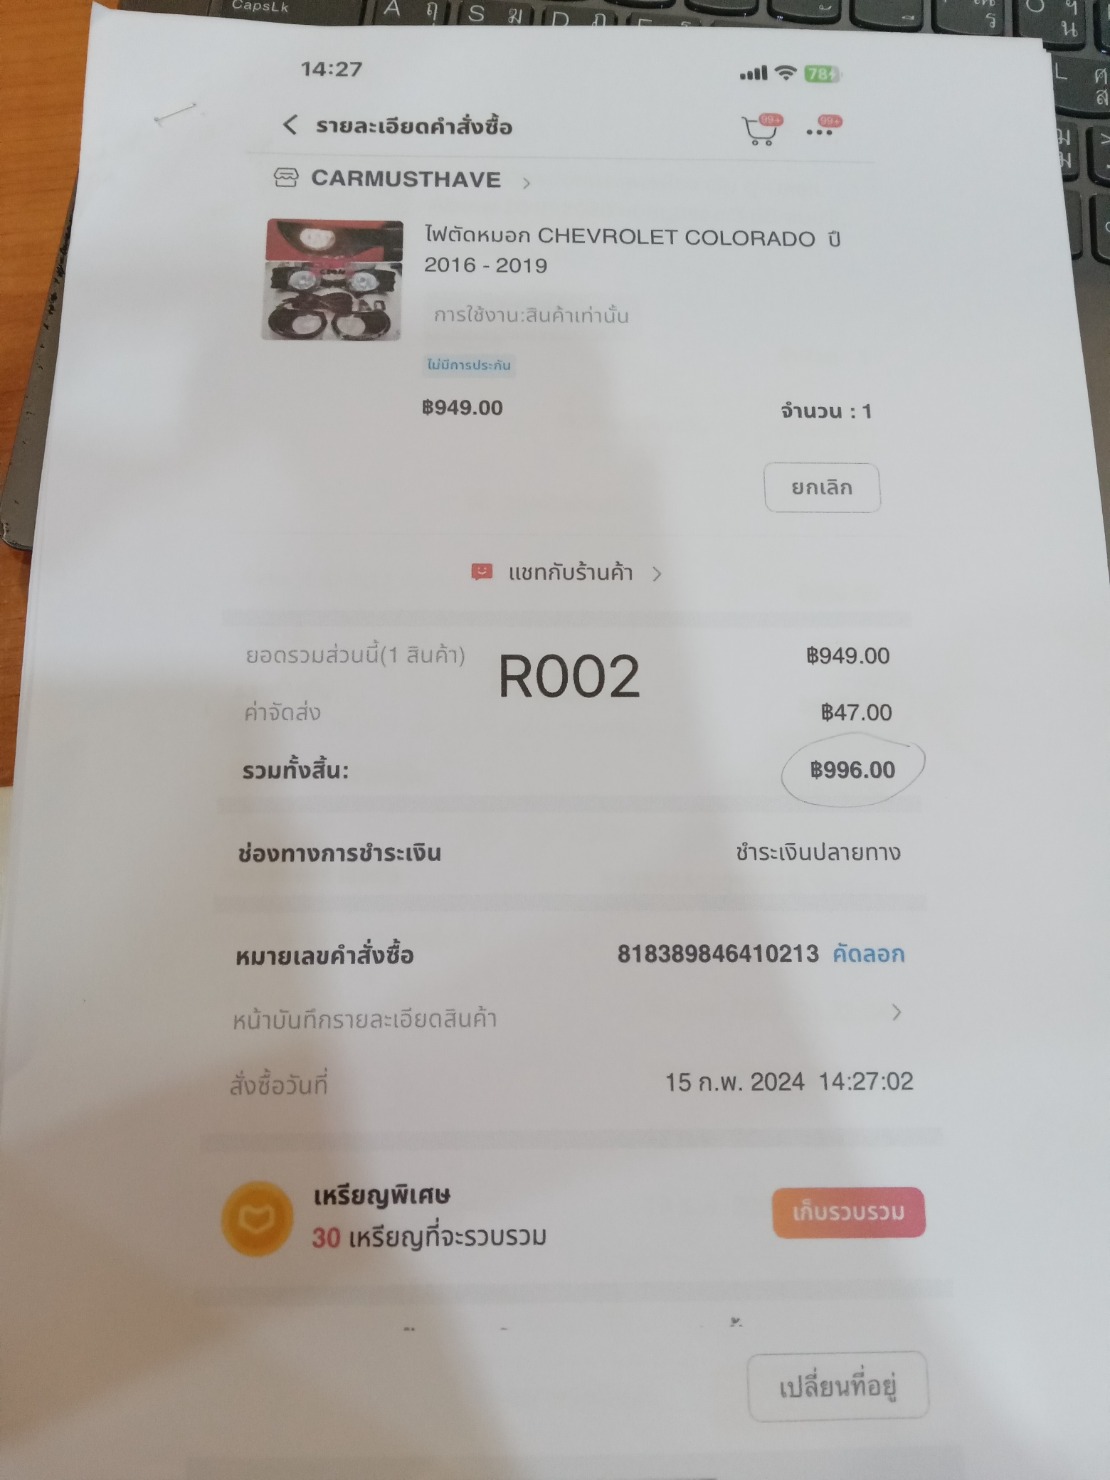 CapsLk
A ฤ S ฆ D ฏ F
14:27
78
รายละเอียดคำสั่งซื้อ
99+
99+
CARMUSTHAVE
ไฟตัดหมอก CHEVROLET COLORADO ปี
2016 - 2019
การใช้งาน:สินค้าเท่านั้น
ไม่มีการประกัน
฿949.00
จำนวน : 1
ยกเลิก
แชทกับร้านค้า
ยอดรวมส่วนนี้(1 สินค้า)
฿949.00
R002
ค่าจัดส่ง
฿47.00
รวมทั้งสิ้น:
฿996.00
ช่องทางการชำระเงิน
ชำระเงินปลายทาง
หมายเลขคำสั่งซื้อ
818389846410213 คัดลอก
หน้าบันทึกรายละเอียดสินค้า
สั่งซื้อวันที่
15 ก.พ. 2024 14:27:02
เหรียญพิเศษ
30 เหรียญที่จะรวบรวม
เก็บรวบรวม
เปลี่ยนที่อยู่